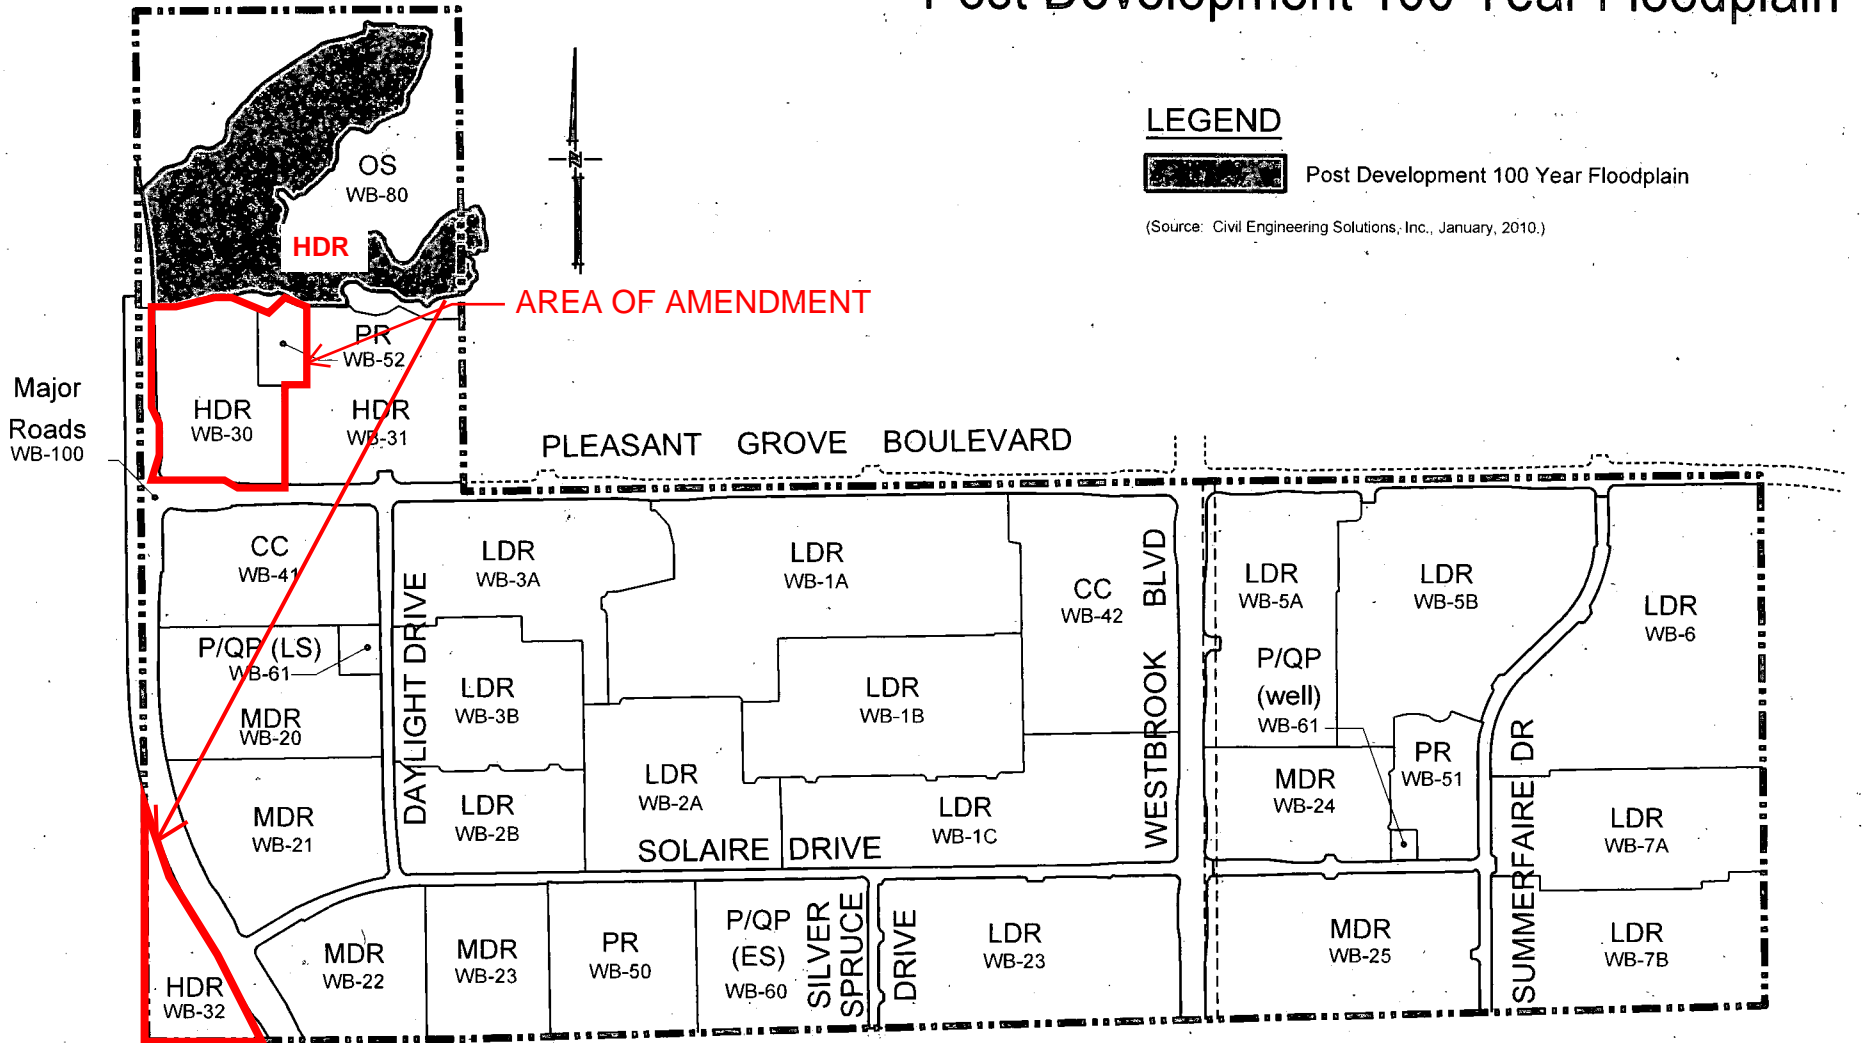 Post Development 100 Year Floodplain
LEGEND
Post Development 100 Year Floodplain
(Source: Civil Engineering Solutions, Inc., January, 2010.)
OS
WB-80
HDR
N
AREA OF AMENDMENT
PR
WB-52
HDR
WB-30
HDR
WB-31
Major
Roads
WB-100
PLEASANT GROVE BOULEVARD
CC
WB-41
LDR
WB-3A
LDR
WB-1A
CC
WB-42
WESTBROOK BLVD
LDR
WB-5A
LDR
WB-5B
LDR
WB-6
P/QP (LS)
WB-61
DAYLIGHT DRIVE
LDR
WB-3B
LDR
WB-1B
P/QP
(well)
WB-61
MDR
WB-20
LDR
WB-2A
PR
WB-51
MDR
WB-24
SUMMERFAIRE DR
MDR
WB-21
LDR
WB-2B
LDR
WB-1C
LDR
WB-7A
SOLAIRE DRIVE
HDR
WB-32
MDR
WB-22
MDR
WB-23
PR
WB-50
P/QP
(ES)
WB-60
SILVER
SPRUCE
DRIVE
LDR
WB-23
MDR
WB-25
LDR
WB-7B